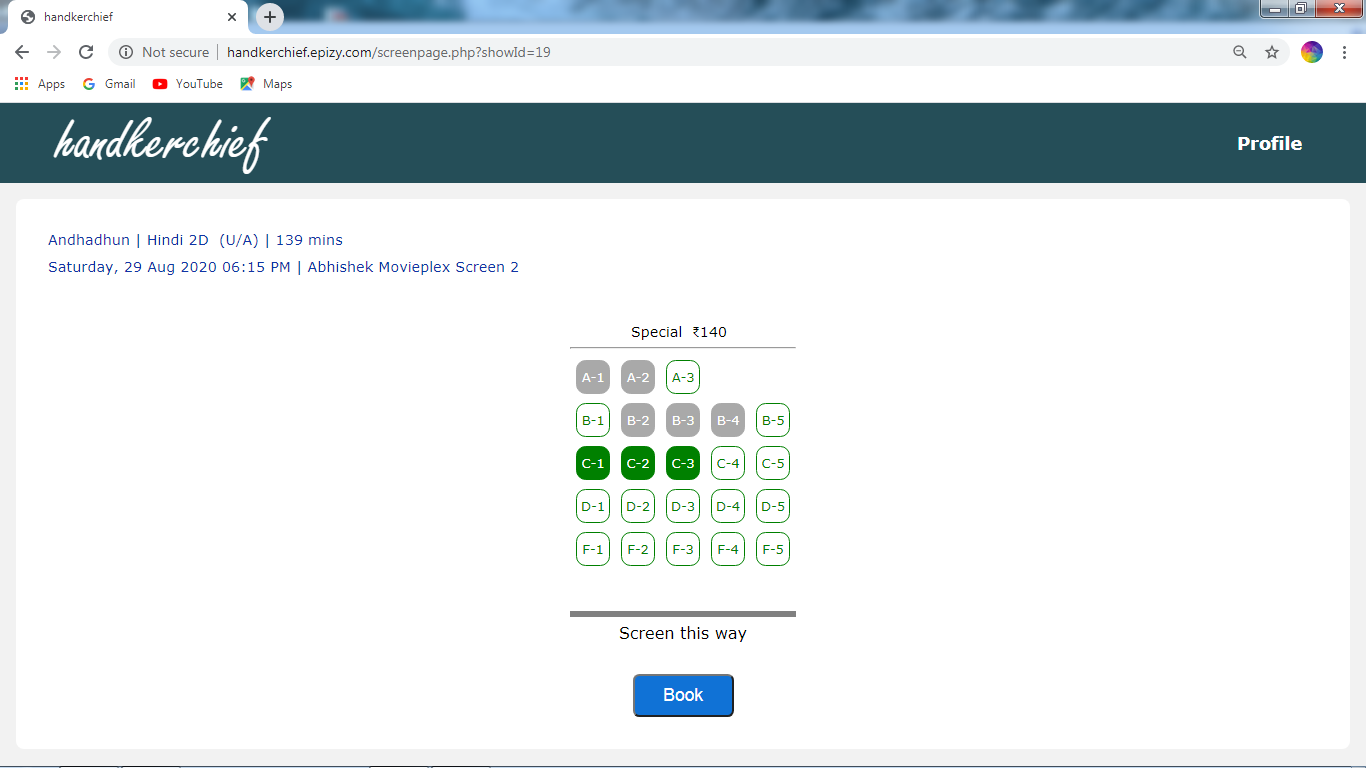 handkerchief
Not secure | handkerchief.epizy.com/screenpage.php?showId=19
Apps Gmail YouTube Maps
handkerchief Profile
Andhadhun | Hindi 2D (U/A) | 139 mins
Saturday, 29 Aug 2020 06:15 PM | Abhishek Movieplex Screen 2
Special ₹140
A-1 A-2 A-3
B-1 B-2 B-3 B-4 B-5
C-1 C-2 C-3 C-4 C-5
D-1 D-2 D-3 D-4 D-5
F-1 F-2 F-3 F-4 F-5
Screen this way
Book